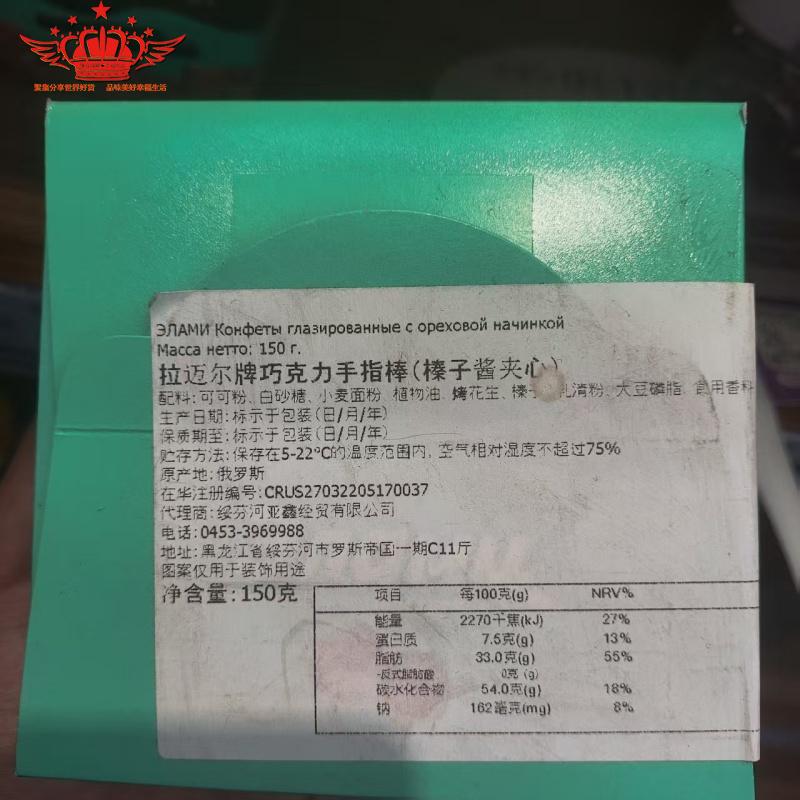 聚集分享世界好货 品味美好幸福生活
ЭЛАМИ Конфеты глазированные с ореховой начинкой
Масса нетто: 150 г.
拉迈尔牌巧克力手指棒(榛子酱夹心)
配料:可可粉、白砂糖、小麦面粉、植物油、烤花生、榛子 乳清粉、大豆磷脂、食用香料
生产日期:标示于包装(日/月/年)
保质期至:标示于包装(日/月/年)
贮存方法:保存在5-22°C的温度范围内,空气相对湿度不超过75%
原产地:俄罗斯
在华注册编号:CRUS27032205170037
代理商:绥芬河亚鑫经贸有限公司
电话:0453-3969988
地址:黑龙江省绥芬河市罗斯帝国一期C11厅
图案仅用于装饰用途
净含量:150克
项目 每100克(g) NRV%
能量 2270千焦(kJ) 27%
蛋白质 7.5克(g) 13%
脂肪 33.0克(g) 55%
-反式脂肪酸 0克(g)
碳水化合物 54.0克(g) 18%
钠 162毫克(mg) 8%